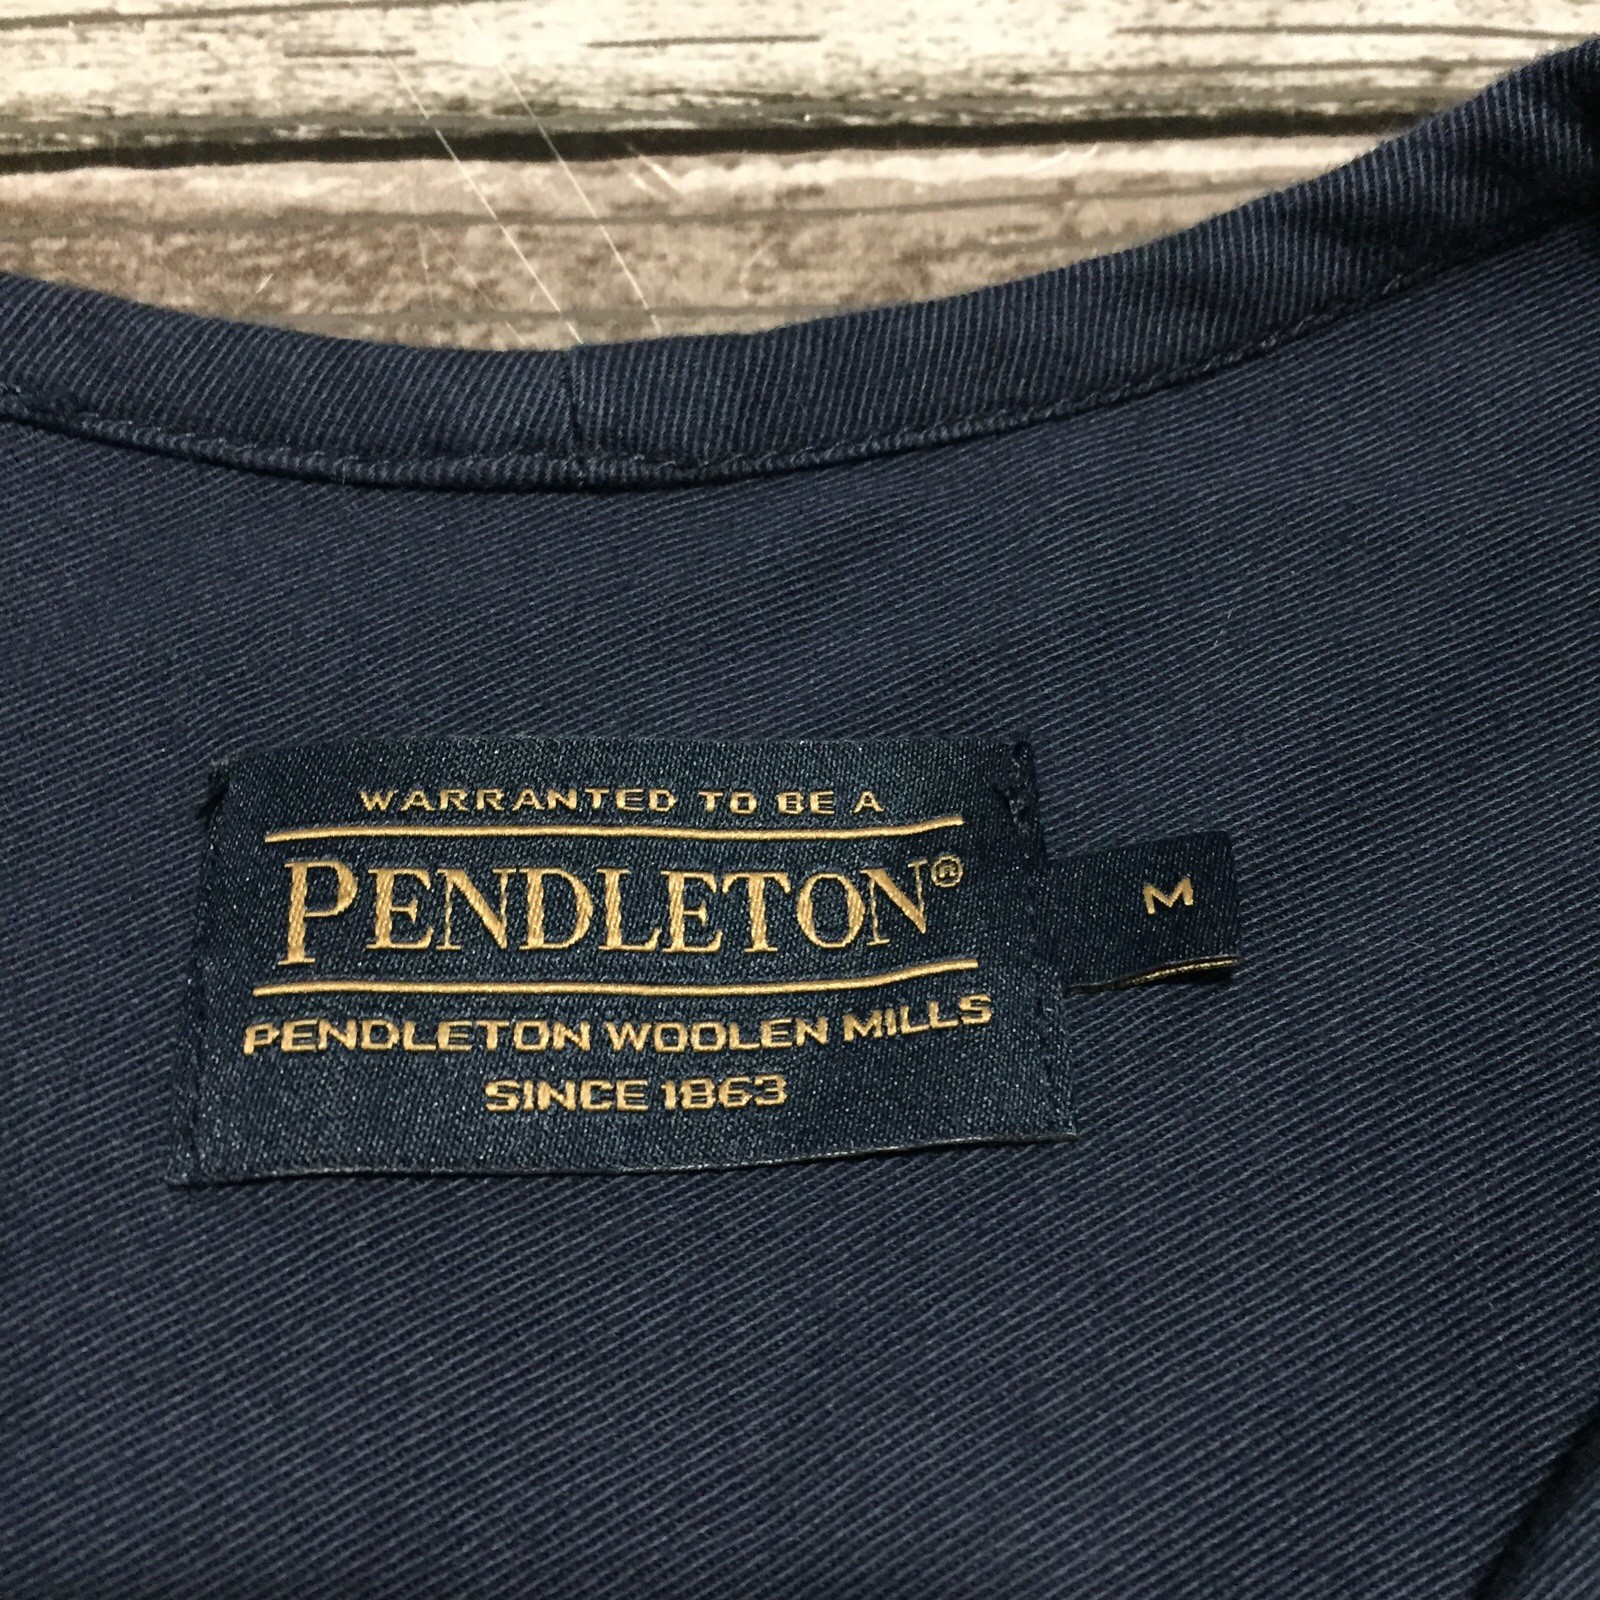 WARRANTED TO BE A
PENDLETON®
M
PENDLETON WOOLEN MILLS
SINCE 1863